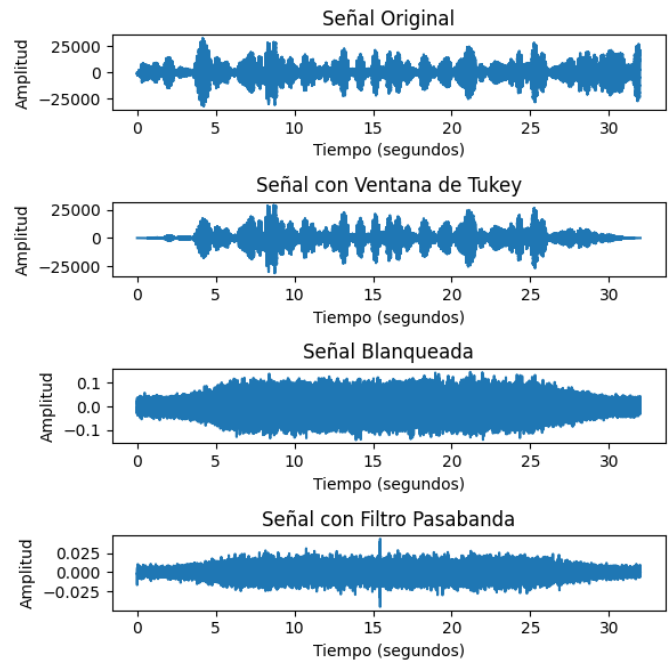 Señal Original
Amplitud
25000
0
−25000
0 5 10 15 20 25 30
Tiempo (segundos)
Señal con Ventana de Tukey
Amplitud
25000
0
−25000
0 5 10 15 20 25 30
Tiempo (segundos)
Señal Blanqueada
Amplitud
0.1
0.0
−0.1
0 5 10 15 20 25 30
Tiempo (segundos)
Señal con Filtro Pasabanda
Amplitud
0.025
0.000
−0.025
0 5 10 15 20 25 30
Tiempo (segundos)